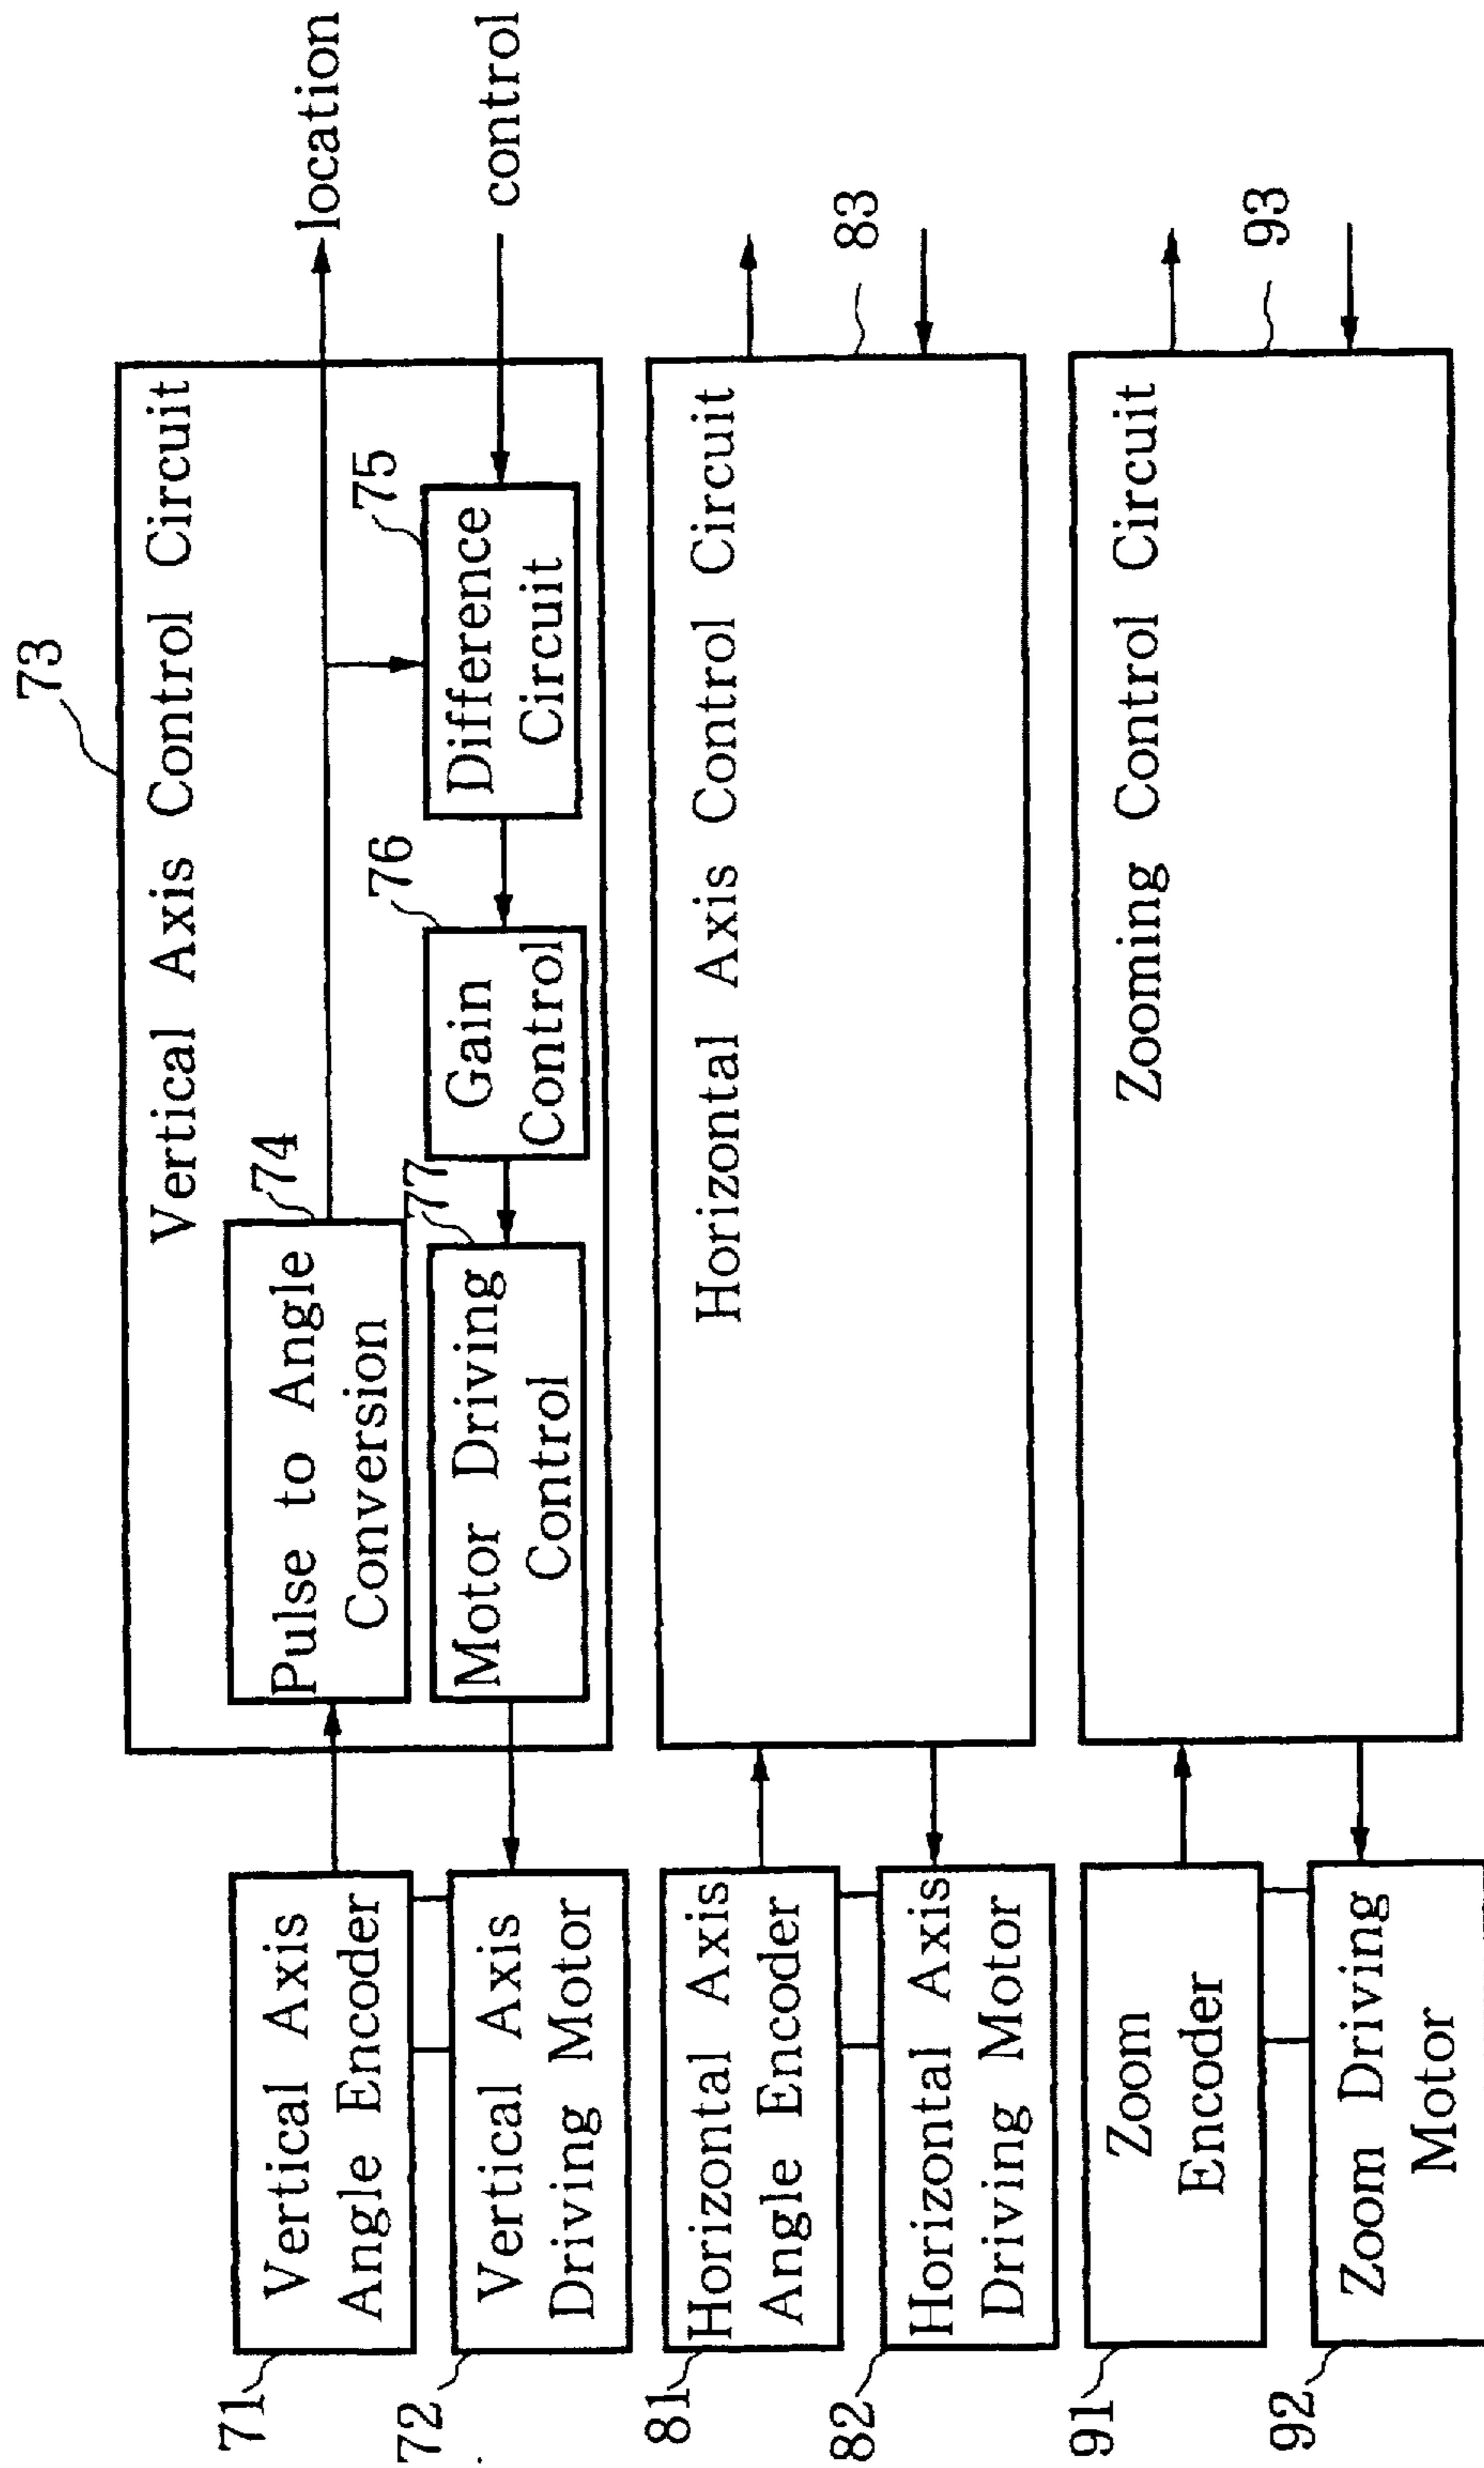 73
Vertical Axis Control Circuit
71
Vertical Axis
Angle Encoder
74
Pulse to Angle
Conversion
location
72
Vertical Axis
Driving Motor
77
Motor Driving
Control
76
Gain
Control
75
Difference
Circuit
control
81
Horizontal Axis
Angle Encoder
82
Horizontal Axis
Driving Motor
Horizontal Axis Control Circuit
83
91
Zoom
Encoder
92
Zoom Driving
Motor
Zooming Control Circuit
93